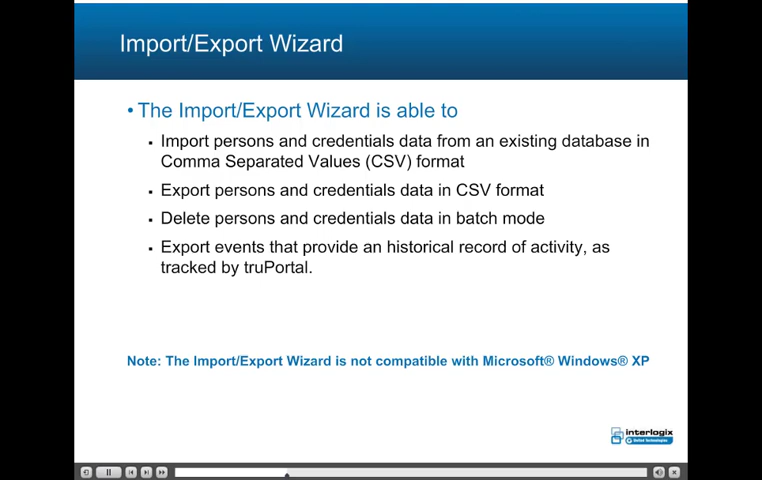 Import/Export Wizard
• The Import/Export Wizard is able to
▪ Import persons and credentials data from an existing database in
Comma Separated Values (CSV) format
▪ Export persons and credentials data in CSV format
▪ Delete persons and credentials data in batch mode
▪ Export events that provide an historical record of activity, as
tracked by truPortal.
Note: The Import/Export Wizard is not compatible with Microsoft® Windows® XP
interlogix
United Technologies